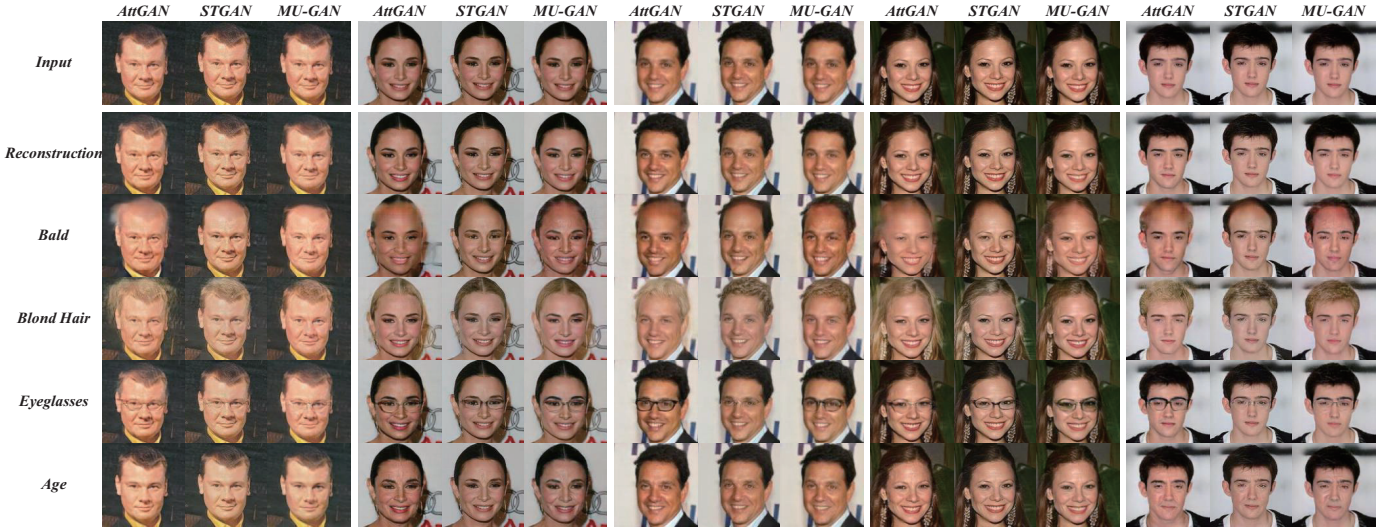 AttGAN STGAN MU-GAN AttGAN STGAN MU-GAN AttGAN STGAN MU-GAN AttGAN STGAN MU-GAN AttGAN STGAN MU-GAN
Input
Reconstruction
Bald
Blond Hair
Eyeglasses
Age